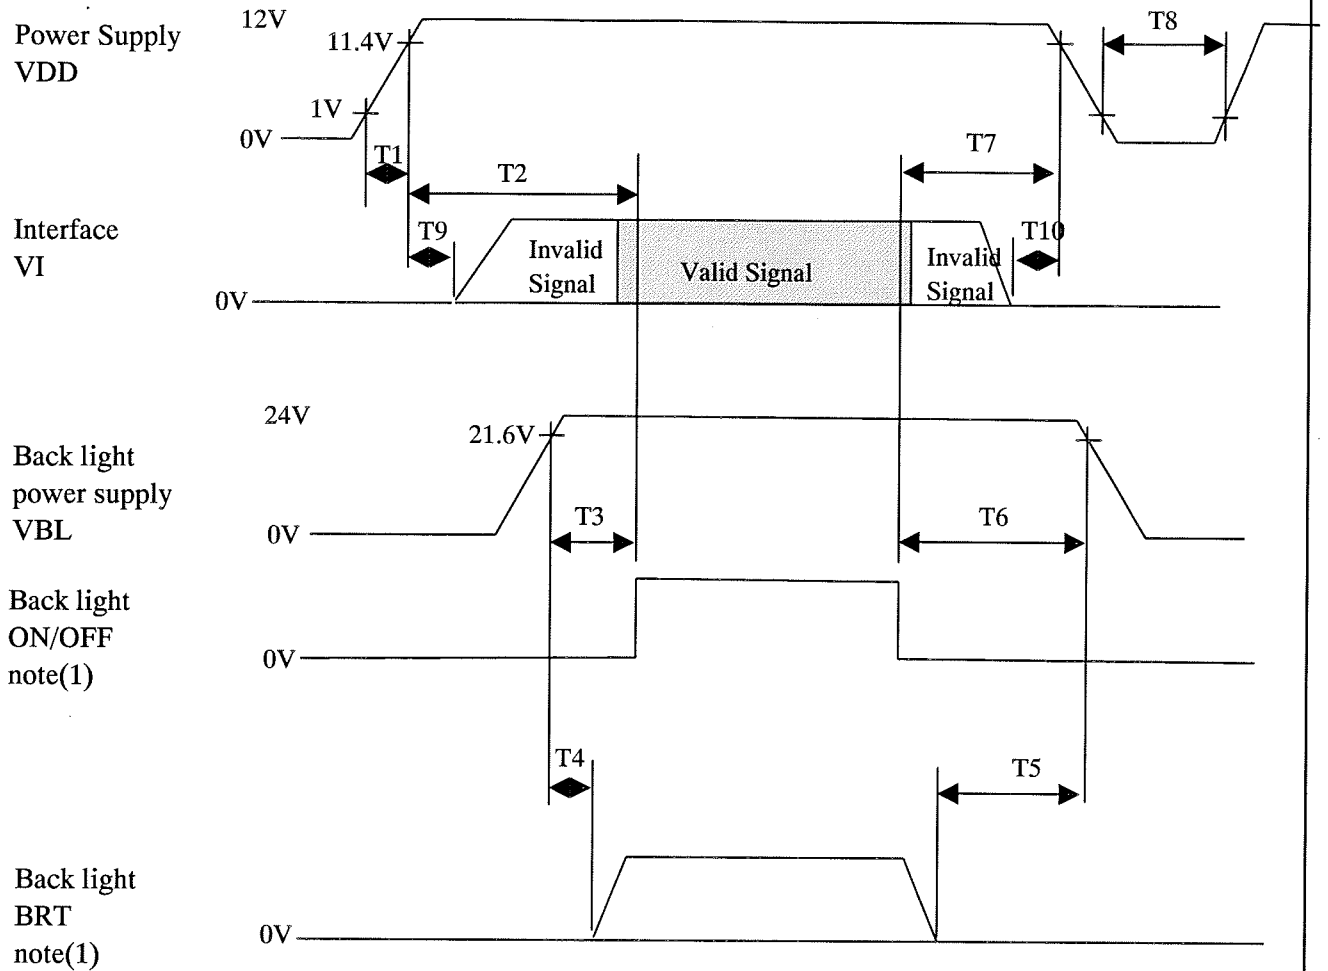 12V
Power Supply
VDD
11.4V
T8
1V
0V
T1
T7
T2
Interface
VI
T9
T10
Invalid
Signal
Valid Signal
Invalid
Signal
0V
24V
21.6V
Back light
power supply
VBL
T3
T6
0V
Back light
ON/OFF
note(1)
0V
T4
T5
Back light
BRT
note(1)
0V